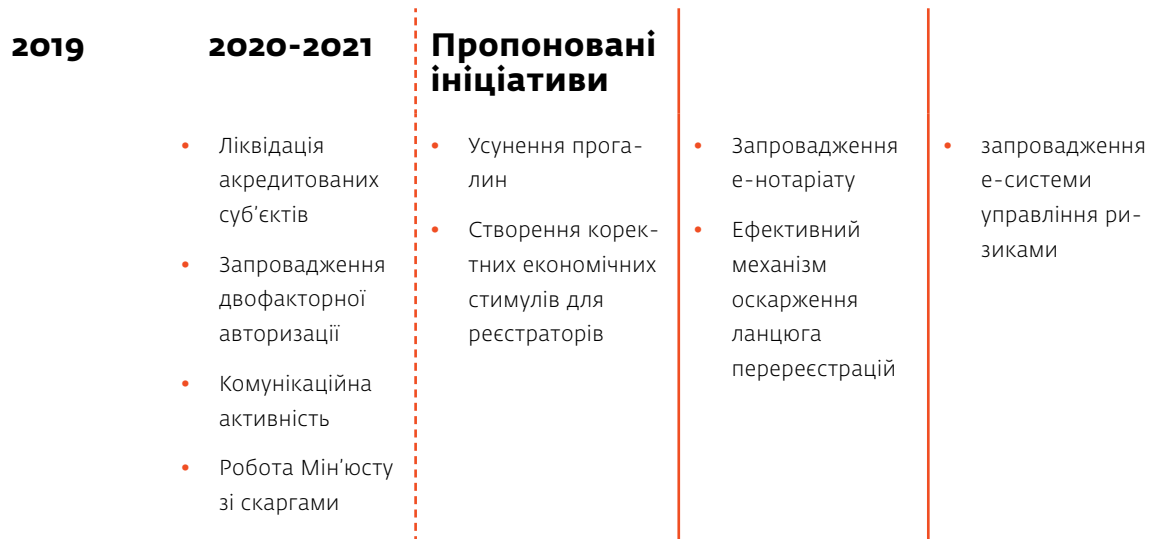 2019
2020-2021
Пропоновані
ініціативи
• Ліквідація
акредитованих
суб’єктів
• Запровадження
двофакторної
авторизації
• Комунікаційна
активність
• Робота Мін’юсту
зі скаргами
• Усунення прога-
лин
• Створення корек-
тних економічних
стимулів для
реєстраторів
• Запровадження
е-нотаріату
• Ефективний
механізм
оскарження
ланцюга
перереєстрацій
• запровадження
е-системи
управління ри-
зиками